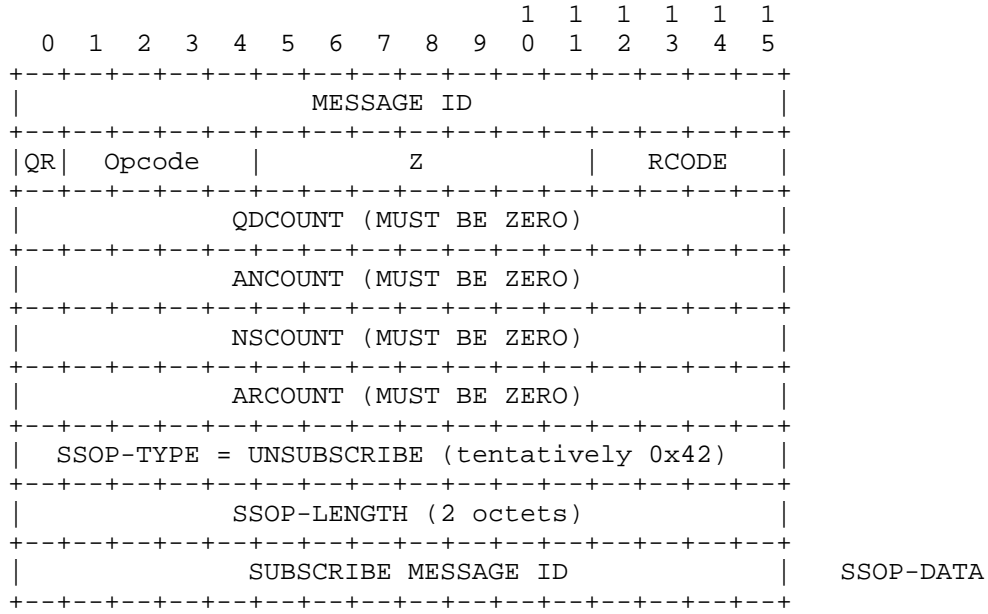 1  1  1  1  1  1
  0  1  2  3  4  5  6  7  8  9  0  1  2  3  4  5
+--+--+--+--+--+--+--+--+--+--+--+--+--+--+--+--+
|                  MESSAGE ID                   |
+--+--+--+--+--+--+--+--+--+--+--+--+--+--+--+--+
|QR|  Opcode   |         Z          |   RCODE   |
+--+--+--+--+--+--+--+--+--+--+--+--+--+--+--+--+
|             QDCOUNT (MUST BE ZERO)            |
+--+--+--+--+--+--+--+--+--+--+--+--+--+--+--+--+
|             ANCOUNT (MUST BE ZERO)            |
+--+--+--+--+--+--+--+--+--+--+--+--+--+--+--+--+
|             NSCOUNT (MUST BE ZERO)            |
+--+--+--+--+--+--+--+--+--+--+--+--+--+--+--+--+
|             ARCOUNT (MUST BE ZERO)            |
+--+--+--+--+--+--+--+--+--+--+--+--+--+--+--+--+
|  SSOP-TYPE = UNSUBSCRIBE (tentatively 0x42)   |
+--+--+--+--+--+--+--+--+--+--+--+--+--+--+--+--+
|             SSOP-LENGTH (2 octets)            |
+--+--+--+--+--+--+--+--+--+--+--+--+--+--+--+--+
|              SUBSCRIBE MESSAGE ID             |   SSOP-DATA
+--+--+--+--+--+--+--+--+--+--+--+--+--+--+--+--+